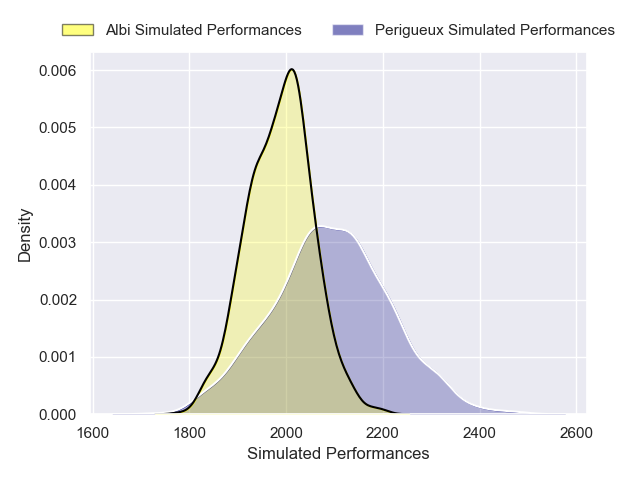 Albi Simulated Performances Perigueux Simulated Performances
0.006
0.005
0.004
0.003
0.002
0.001
0.000
Density
1600 1800 2000 2200 2400 2600
Simulated Performances